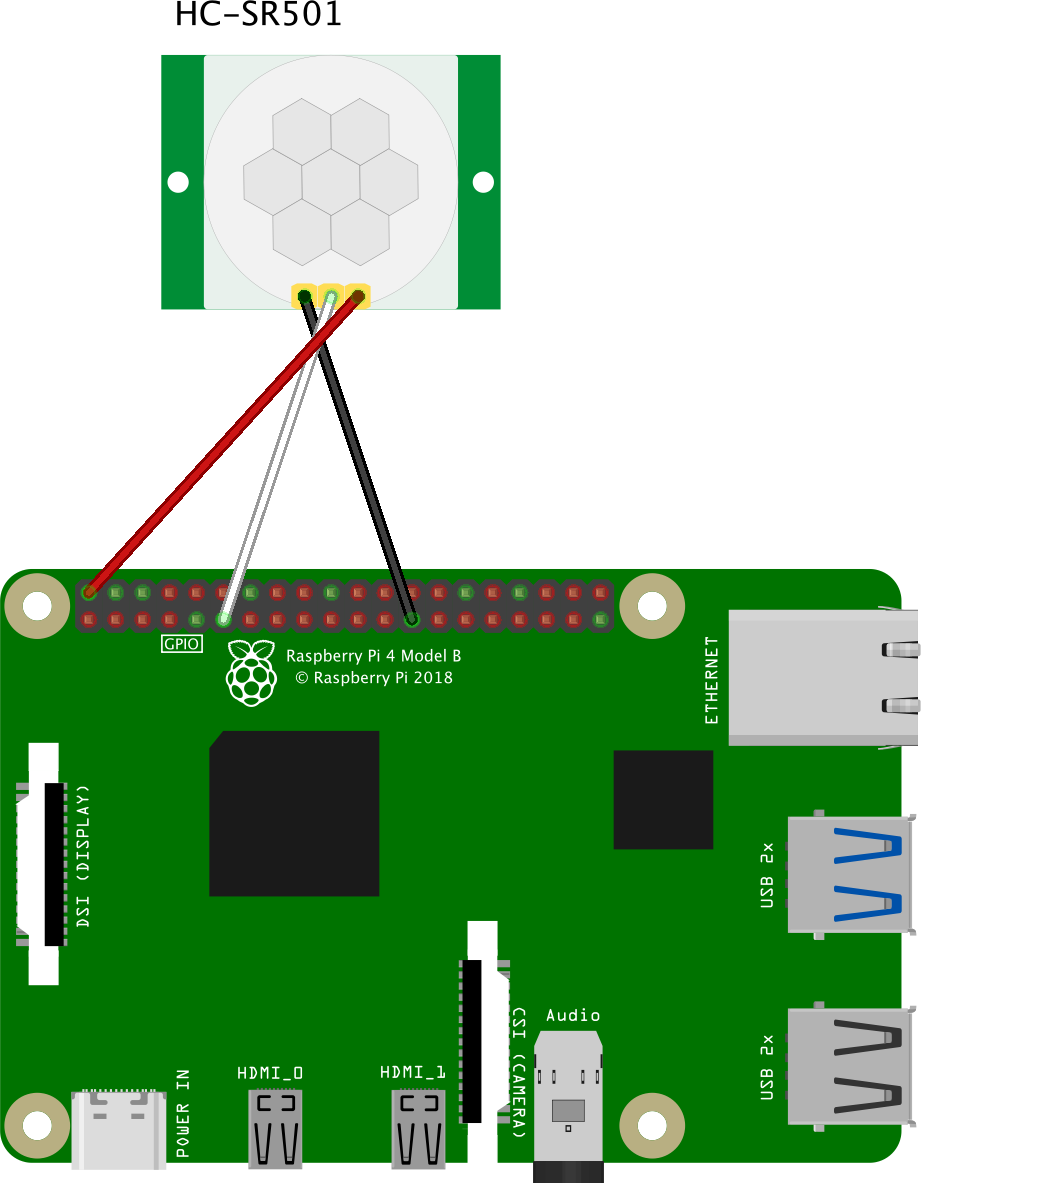 HC-SR501
GPIO
Raspberry Pi 4 Model B
© Raspberry Pi 2018
ETHERNET
DSI (DISPLAY)
USB 2x
USB 2x
CSI (CAMERA)
Audio
HDMI_0
HDMI_1
POWER IN